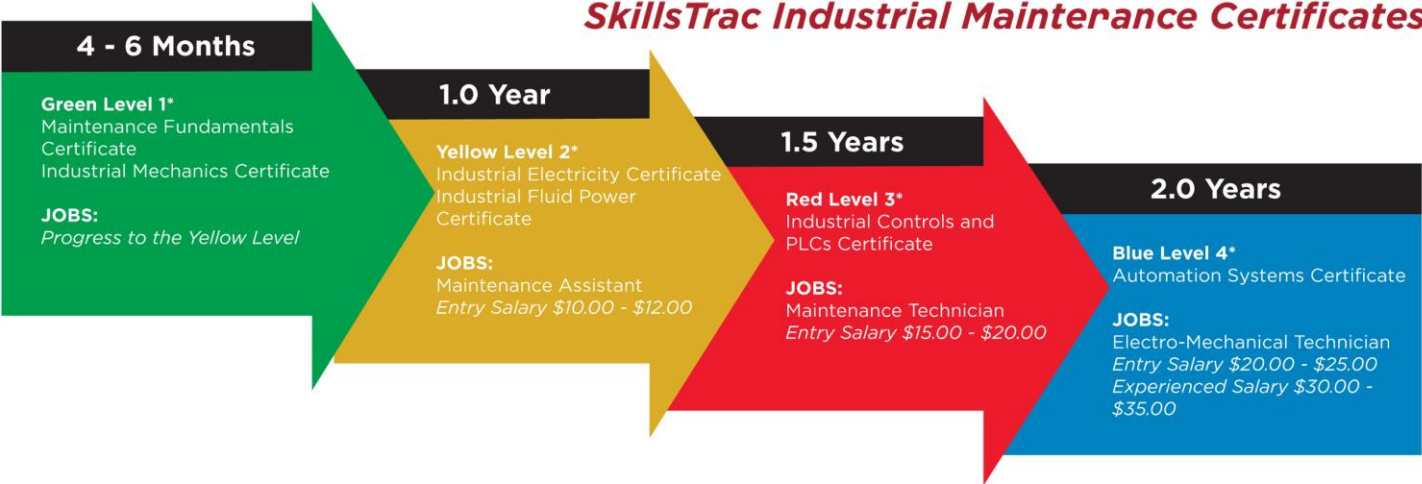 SkillsTrac Industrial Maintenance Certificates
4 - 6 Months
Green Level 1*
Maintenance Fundamentals
Certificate
Industrial Mechanics Certificate
JOBS:
Progress to the Yellow Level
1.0 Year
Yellow Level 2*
Industrial Electricity Certificate
Industrial Fluid Power
Certificate
JOBS:
Maintenance Assistant
Entry Salary $10.00 - $12.00
1.5 Years
Red Level 3*
Industrial Controls and
PLCs Certificate
JOBS:
Maintenance Technician
Entry Salary $15.00 - $20.00
2.0 Years
Blue Level 4*
Automation Systems Certificate
JOBS:
Electro-Mechanical Technician
Entry Salary $20.00 - $25.00
Experienced Salary $30.00 -
$35.00